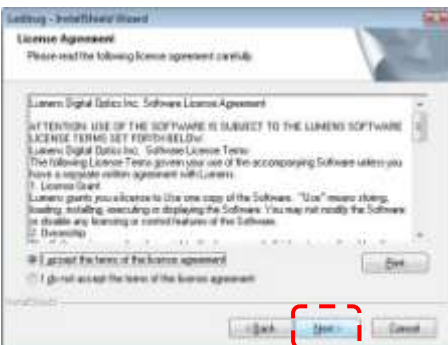 Ladibug - InstallShield Wizard
License Agreement
Please read the following license agreement carefully.
Lumens Digital Optics Inc. Software License Agreement
ATTENTION: USE OF THE SOFTWARE IS SUBJECT TO THE LUMENS SOFTWARE
LICENSE TERMS SET FORTH BELOW.
Lumens Digital Optics Inc. Software License Terms
The following License Terms govern your use of the accompanying Software unless you
have a separate written agreement with Lumens.
1. License Grant
Lumens grants you a license to Use one copy of the Software. "Use" means storing,
loading, installing, executing or displaying the Software. You may not modify the Software
or disable any licensing or control features of the Software.
2. Ownership
I accept the terms of the license agreement
Print
I do not accept the terms of the license agreement
InstallShield
< Back
Next >
Cancel